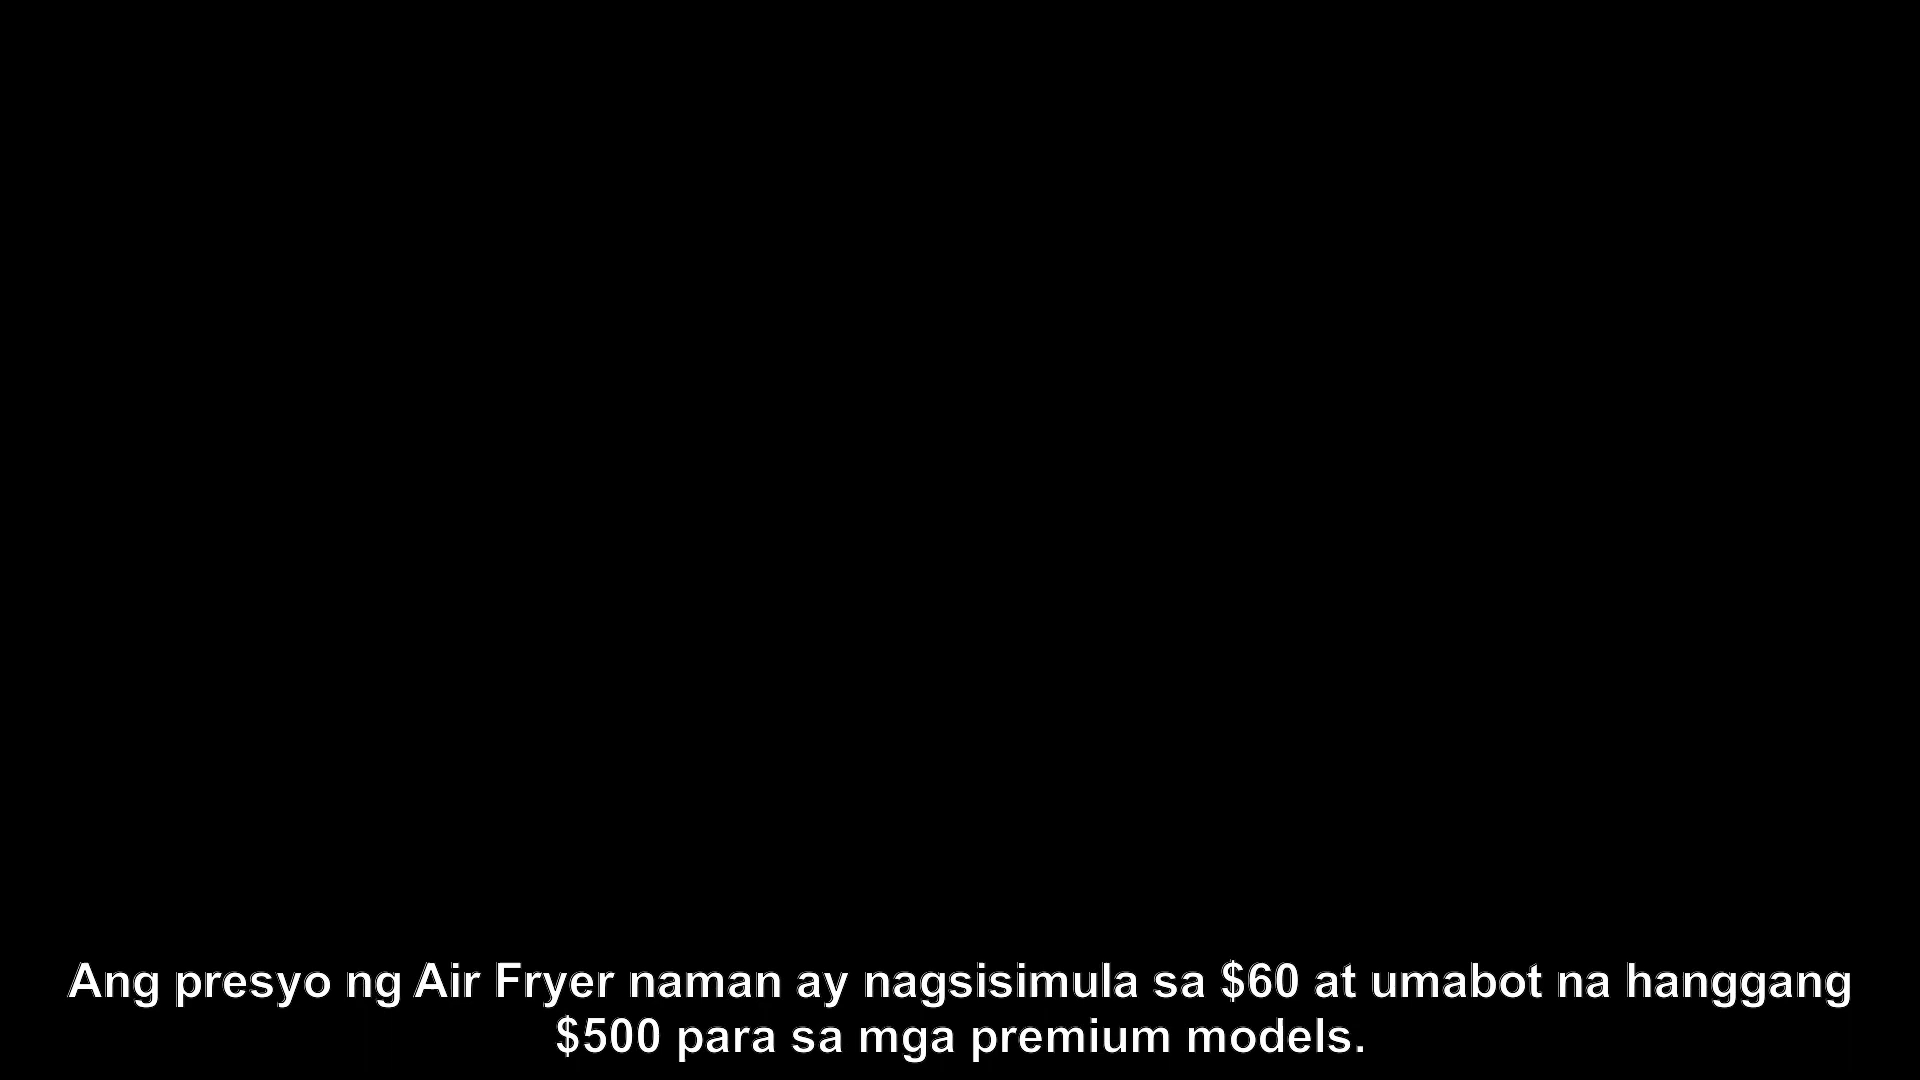 Ang presyo ng Air Fryer naman ay nagsisimula sa $60 at umabot na hanggang
$500 para sa mga premium models.